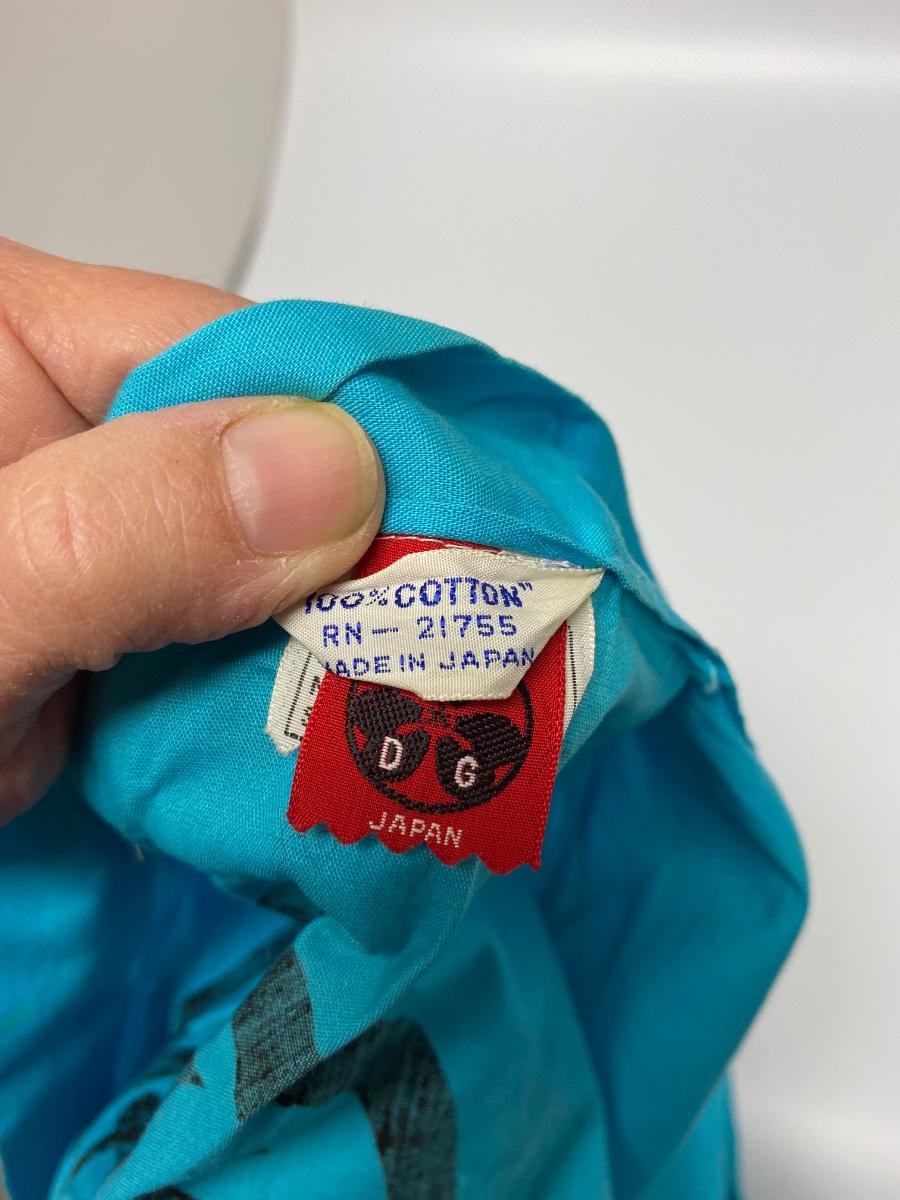 100% COTTON"
RN— 21755
MADE IN JAPAN
D G
JAPAN